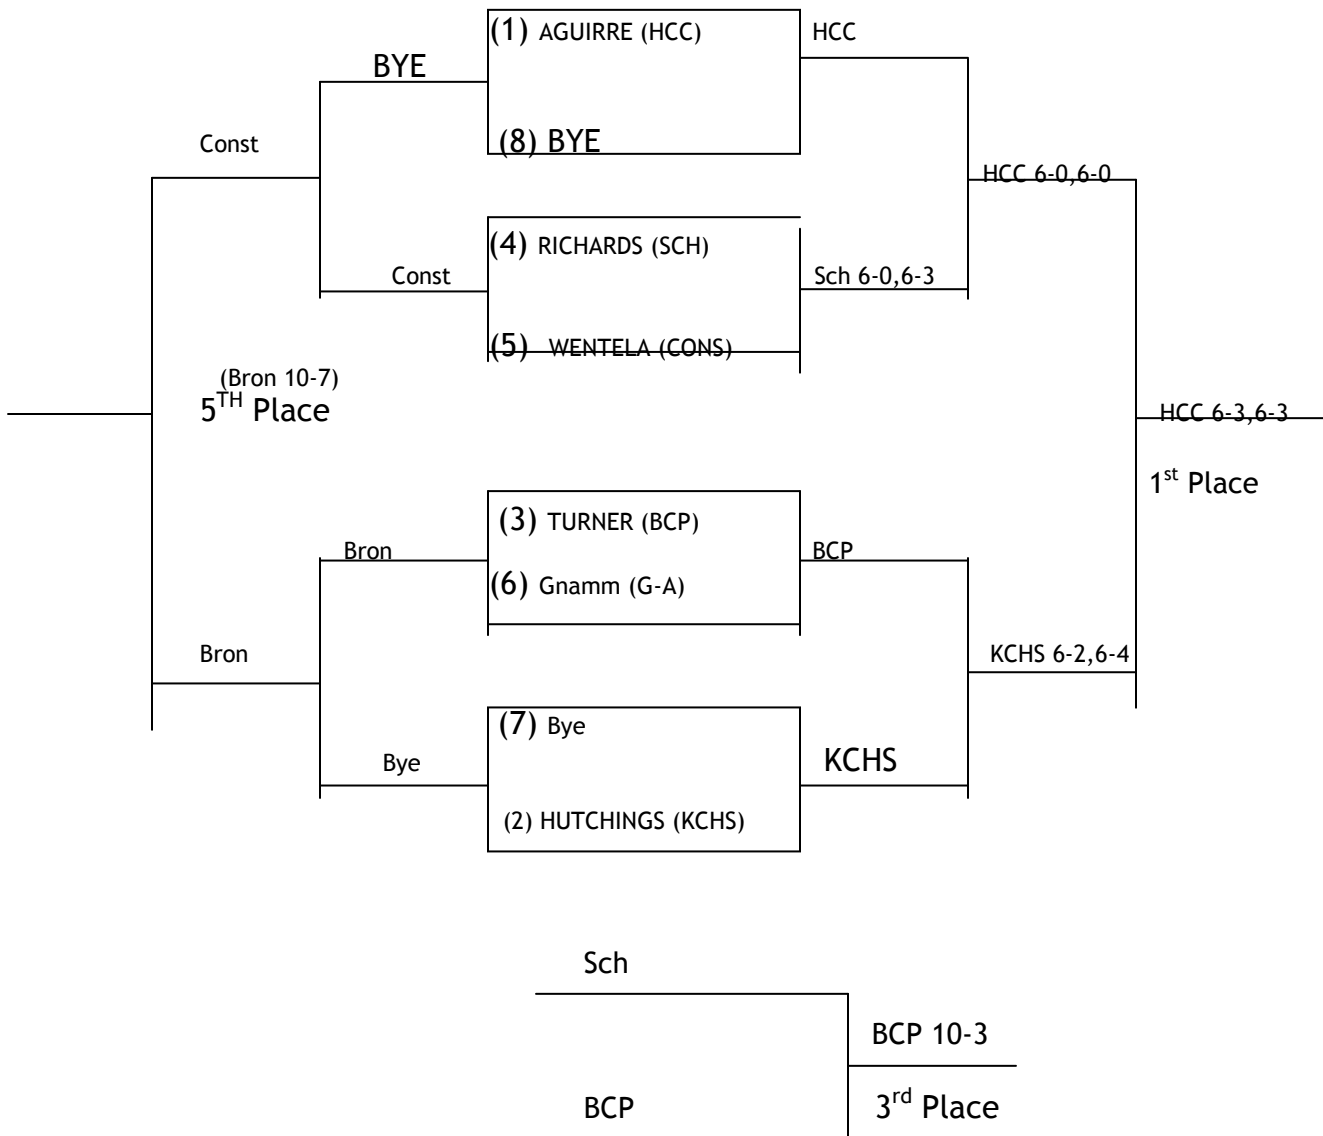 (1) AGUIRRE (HCC)
HCC
BYE
(8) BYE
Const
HCC 6-0,6-0
(4) RICHARDS (SCH)
Const
Sch 6-0,6-3
(5) WENTELA (CONS)
(Bron 10-7)
5TH Place
HCC 6-3,6-3
1st Place
(3) TURNER (BCP)
Bron
BCP
(6) Gnamm (G-A)
Bron
KCHS 6-2,6-4
(7) Bye
Bye
KCHS
(2) HUTCHINGS (KCHS)
Sch
BCP 10-3
BCP
3rd Place